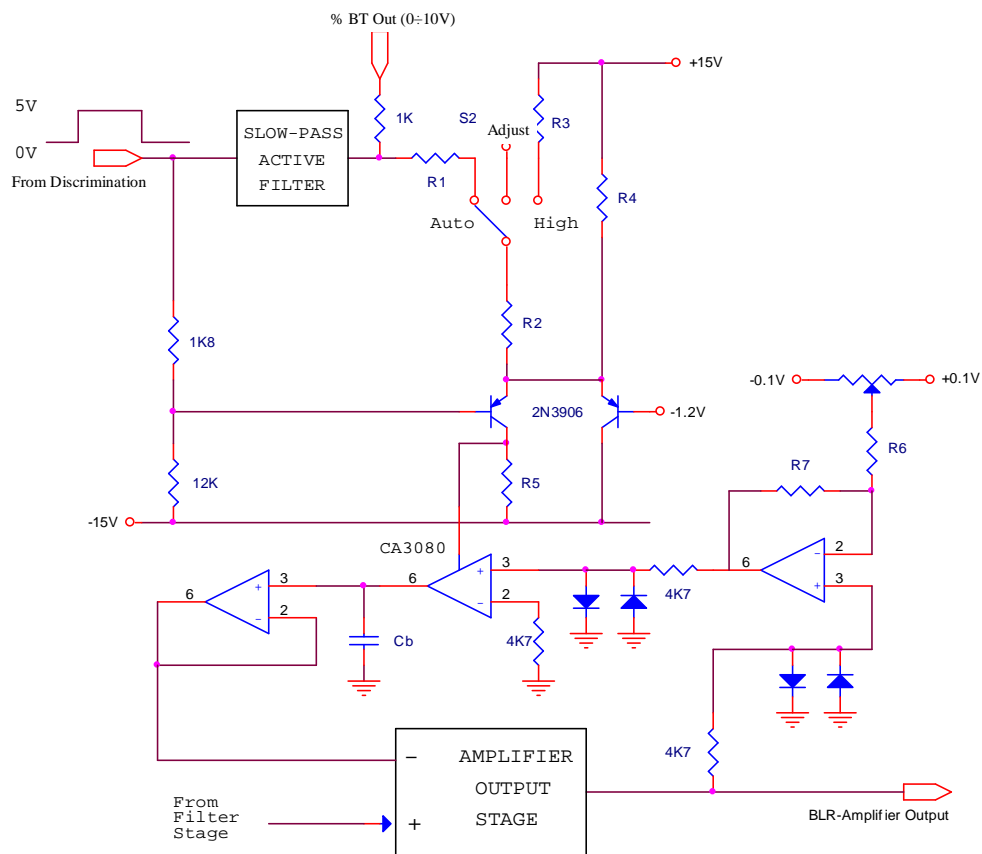 % BT Out (0÷10V)
+15V
5V
0V
From Discrimination
SLOW-PASS
ACTIVE
FILTER
1K
S2
Adjust
R3
R1
Auto
High
R4
1K8
R2
-0.1V
+0.1V
2N3906
-1.2V
R6
R7
12K
R5
-15V
CA3080
6
3
2
4K7
6
2
3
-
+
+
-
6
3
2
+
-
Cb
4K7
4K7
−
AMPLIFIER
OUTPUT
STAGE
+
From
Filter
Stage
BLR-Amplifier Output